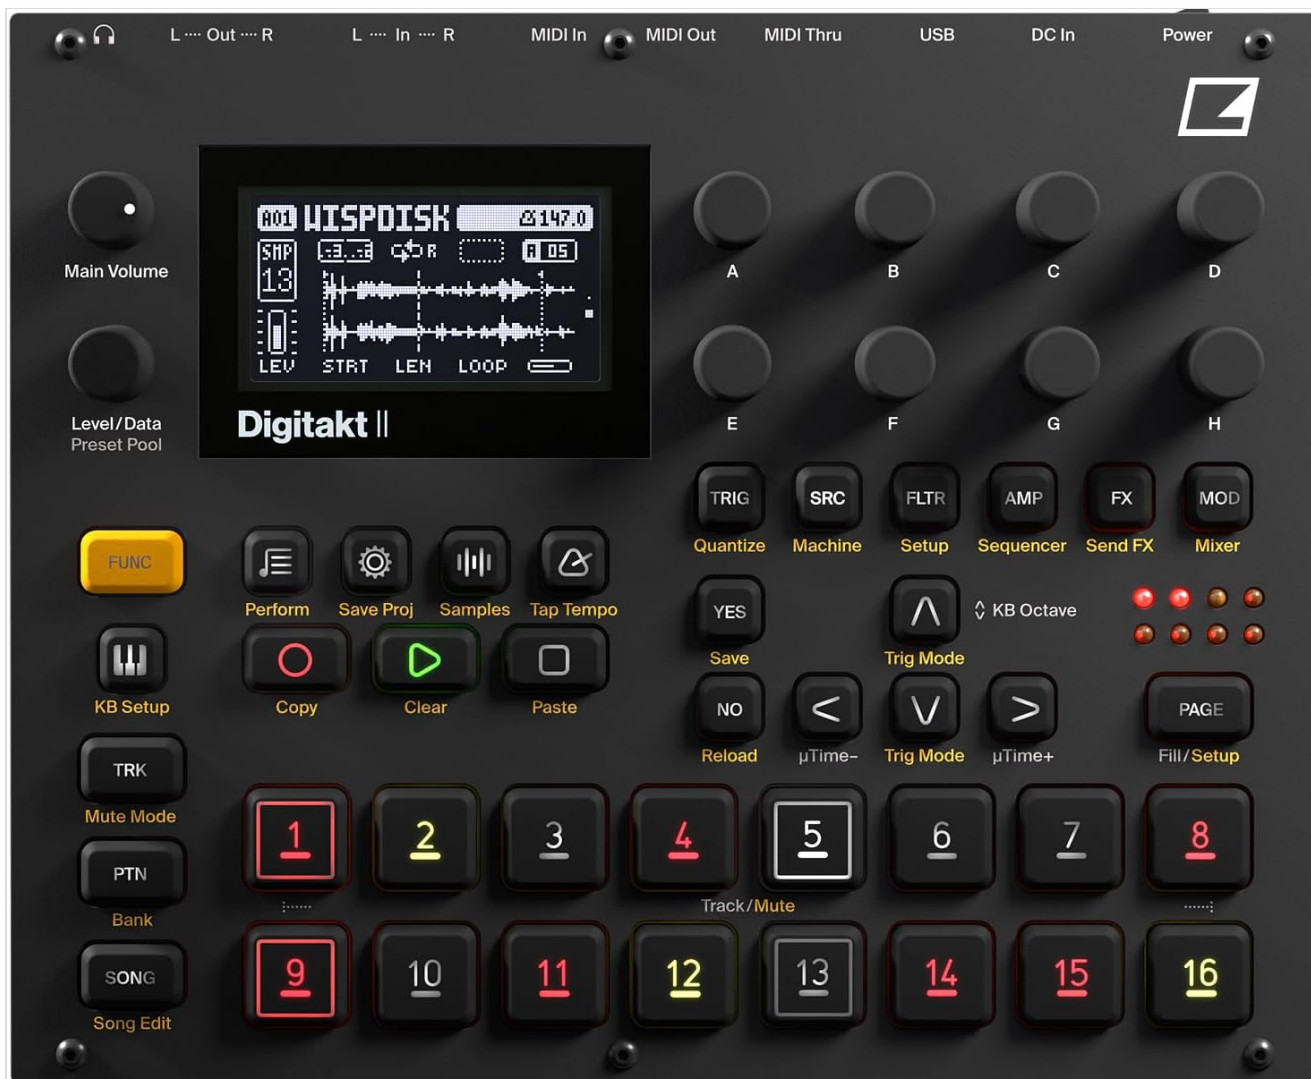 L ···· Out ···· R
L ···· In ···· R
MIDI In
MIDI Out
MIDI Thru
USB
DC In
Power
Main Volume
Level/Data
Preset Pool
A01 WISPDISK 147.0
SMP
13
R
A 05
LEV STRT LEN LOOP
Digitakt II
A
B
C
D
E
F
G
H
TRIG
SRC
FLTR
AMP
FX
MOD
Quantize
Machine
Setup
Sequencer
Send FX
Mixer
FUNC
Perform
Save Proj
Samples
Tap Tempo
YES
KB Octave
Save
Trig Mode
KB Setup
Copy
Clear
Paste
NO
PAGE
Reload
µTime–
Trig Mode
µTime+
Fill/Setup
TRK
Mute Mode
1
2
3
4
5
6
7
8
PTN
Bank
Track/Mute
SONG
Song Edit
9
10
11
12
13
14
15
16